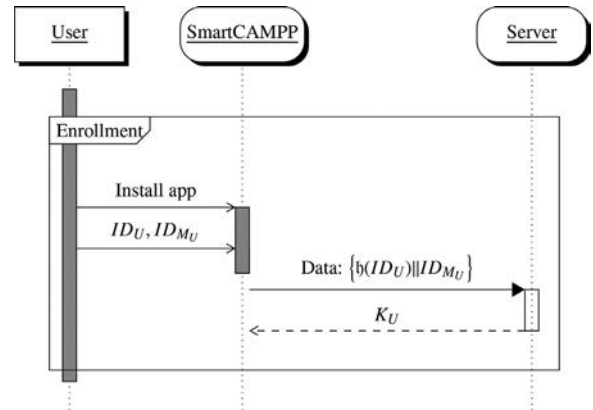 User SmartCAMPP Server
Enrollment
Install app
ID_U, ID_{M_U}
Data: {𝔥(ID_U)||ID_{M_U}}
K_U